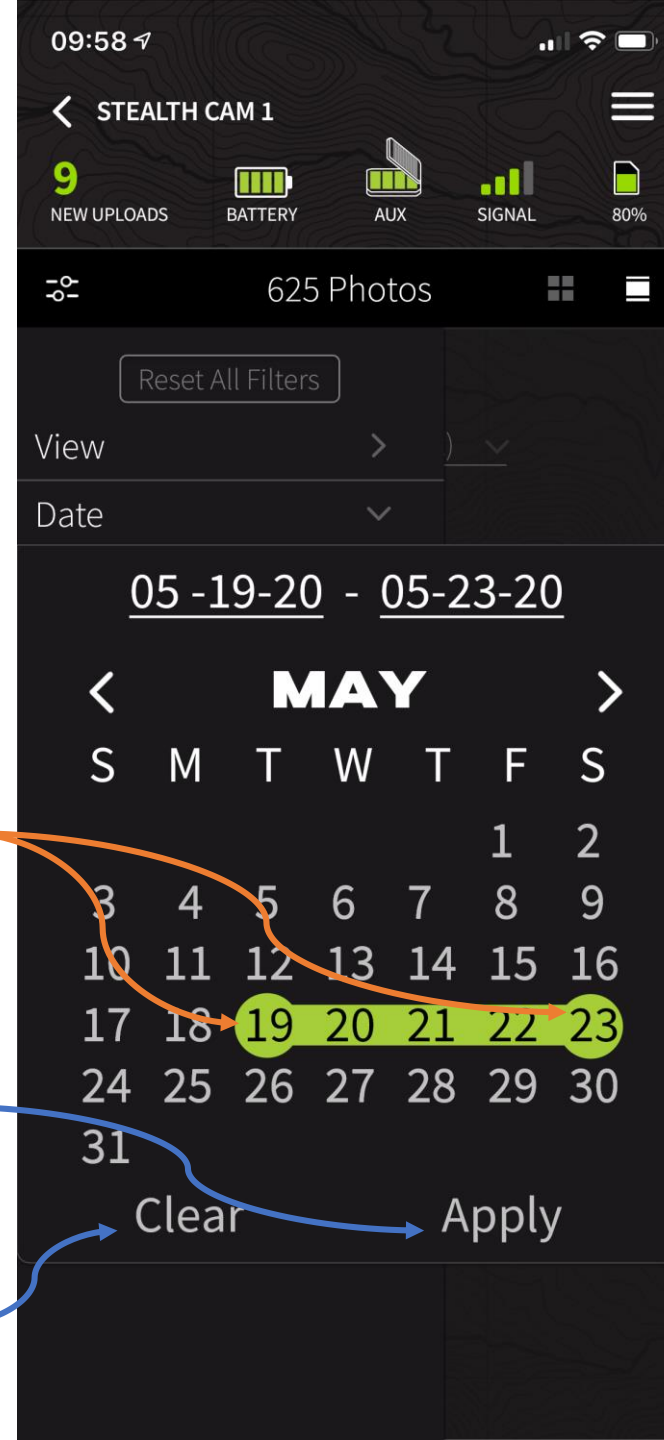 09:58
STEALTH CAM 1
9
NEW UPLOADS BATTERY AUX SIGNAL 80%
625 Photos
Reset All Filters
View )
Date
05 -19-20 - 05-23-20
MAY
S M T W T F S
1 2
3 4 5 6 7 8 9
10 11 12 13 14 15 16
17 18 19 20 21 22 23
24 25 26 27 28 29 30
31
Clear Apply